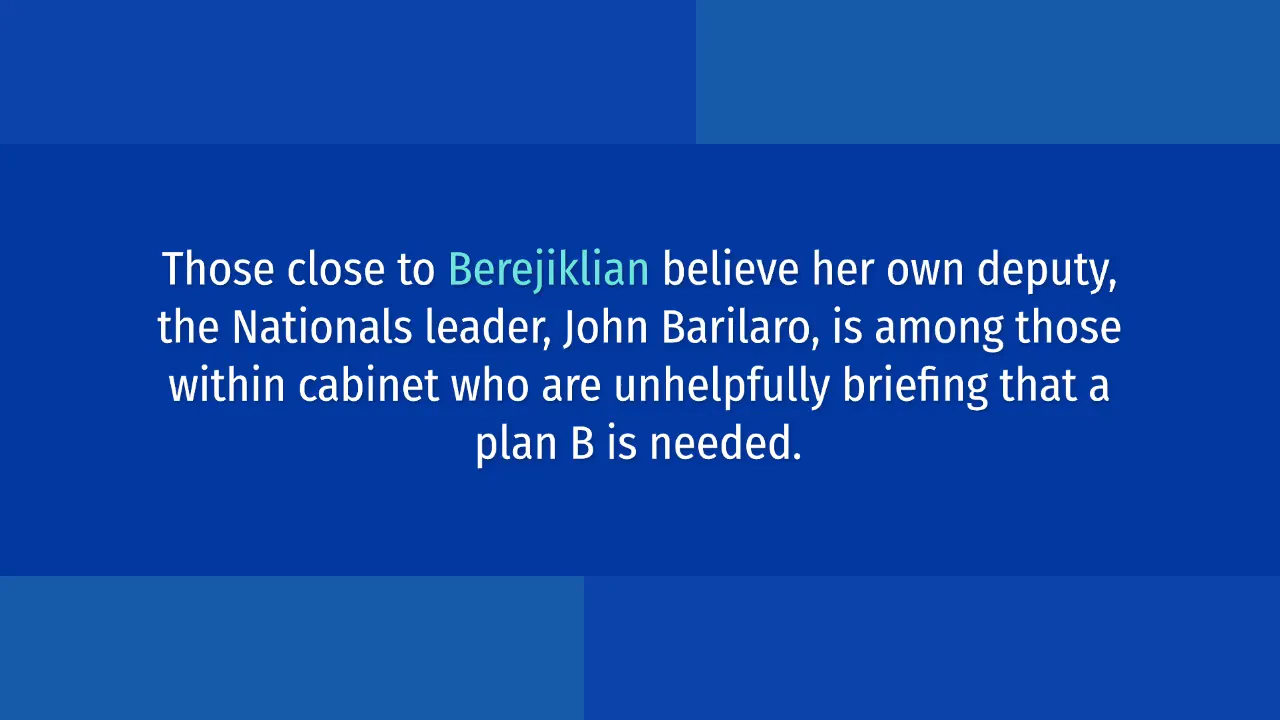 Those close to Berejiklian believe her own deputy,
the Nationals leader, John Barilaro, is among those
within cabinet who are unhelpfully briefing that a
plan B is needed.